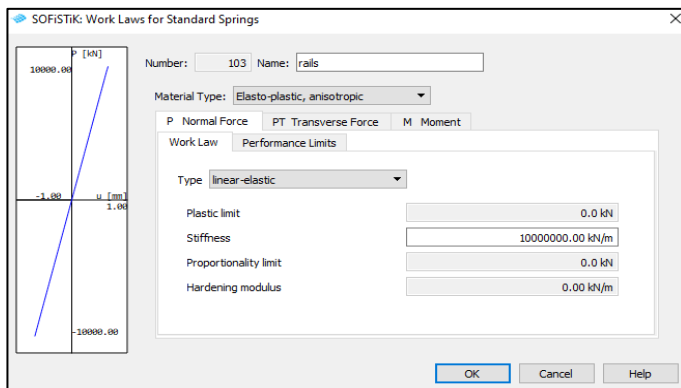 SOFiSTiK: Work Laws for Standard Springs
P [kN]
10000.00
-1.00
u [mm]
1.00
-10000.00
Number: 103 Name: rails
Material Type: Elasto-plastic, anisotropic
P Normal Force PT Transverse Force M Moment
Work Law Performance Limits
Type linear-elastic
Plastic limit 0.0 kN
Stiffness 10000000.00 kN/m
Proportionality limit 0.0 kN
Hardening modulus 0.00 kN/m
OK Cancel Help